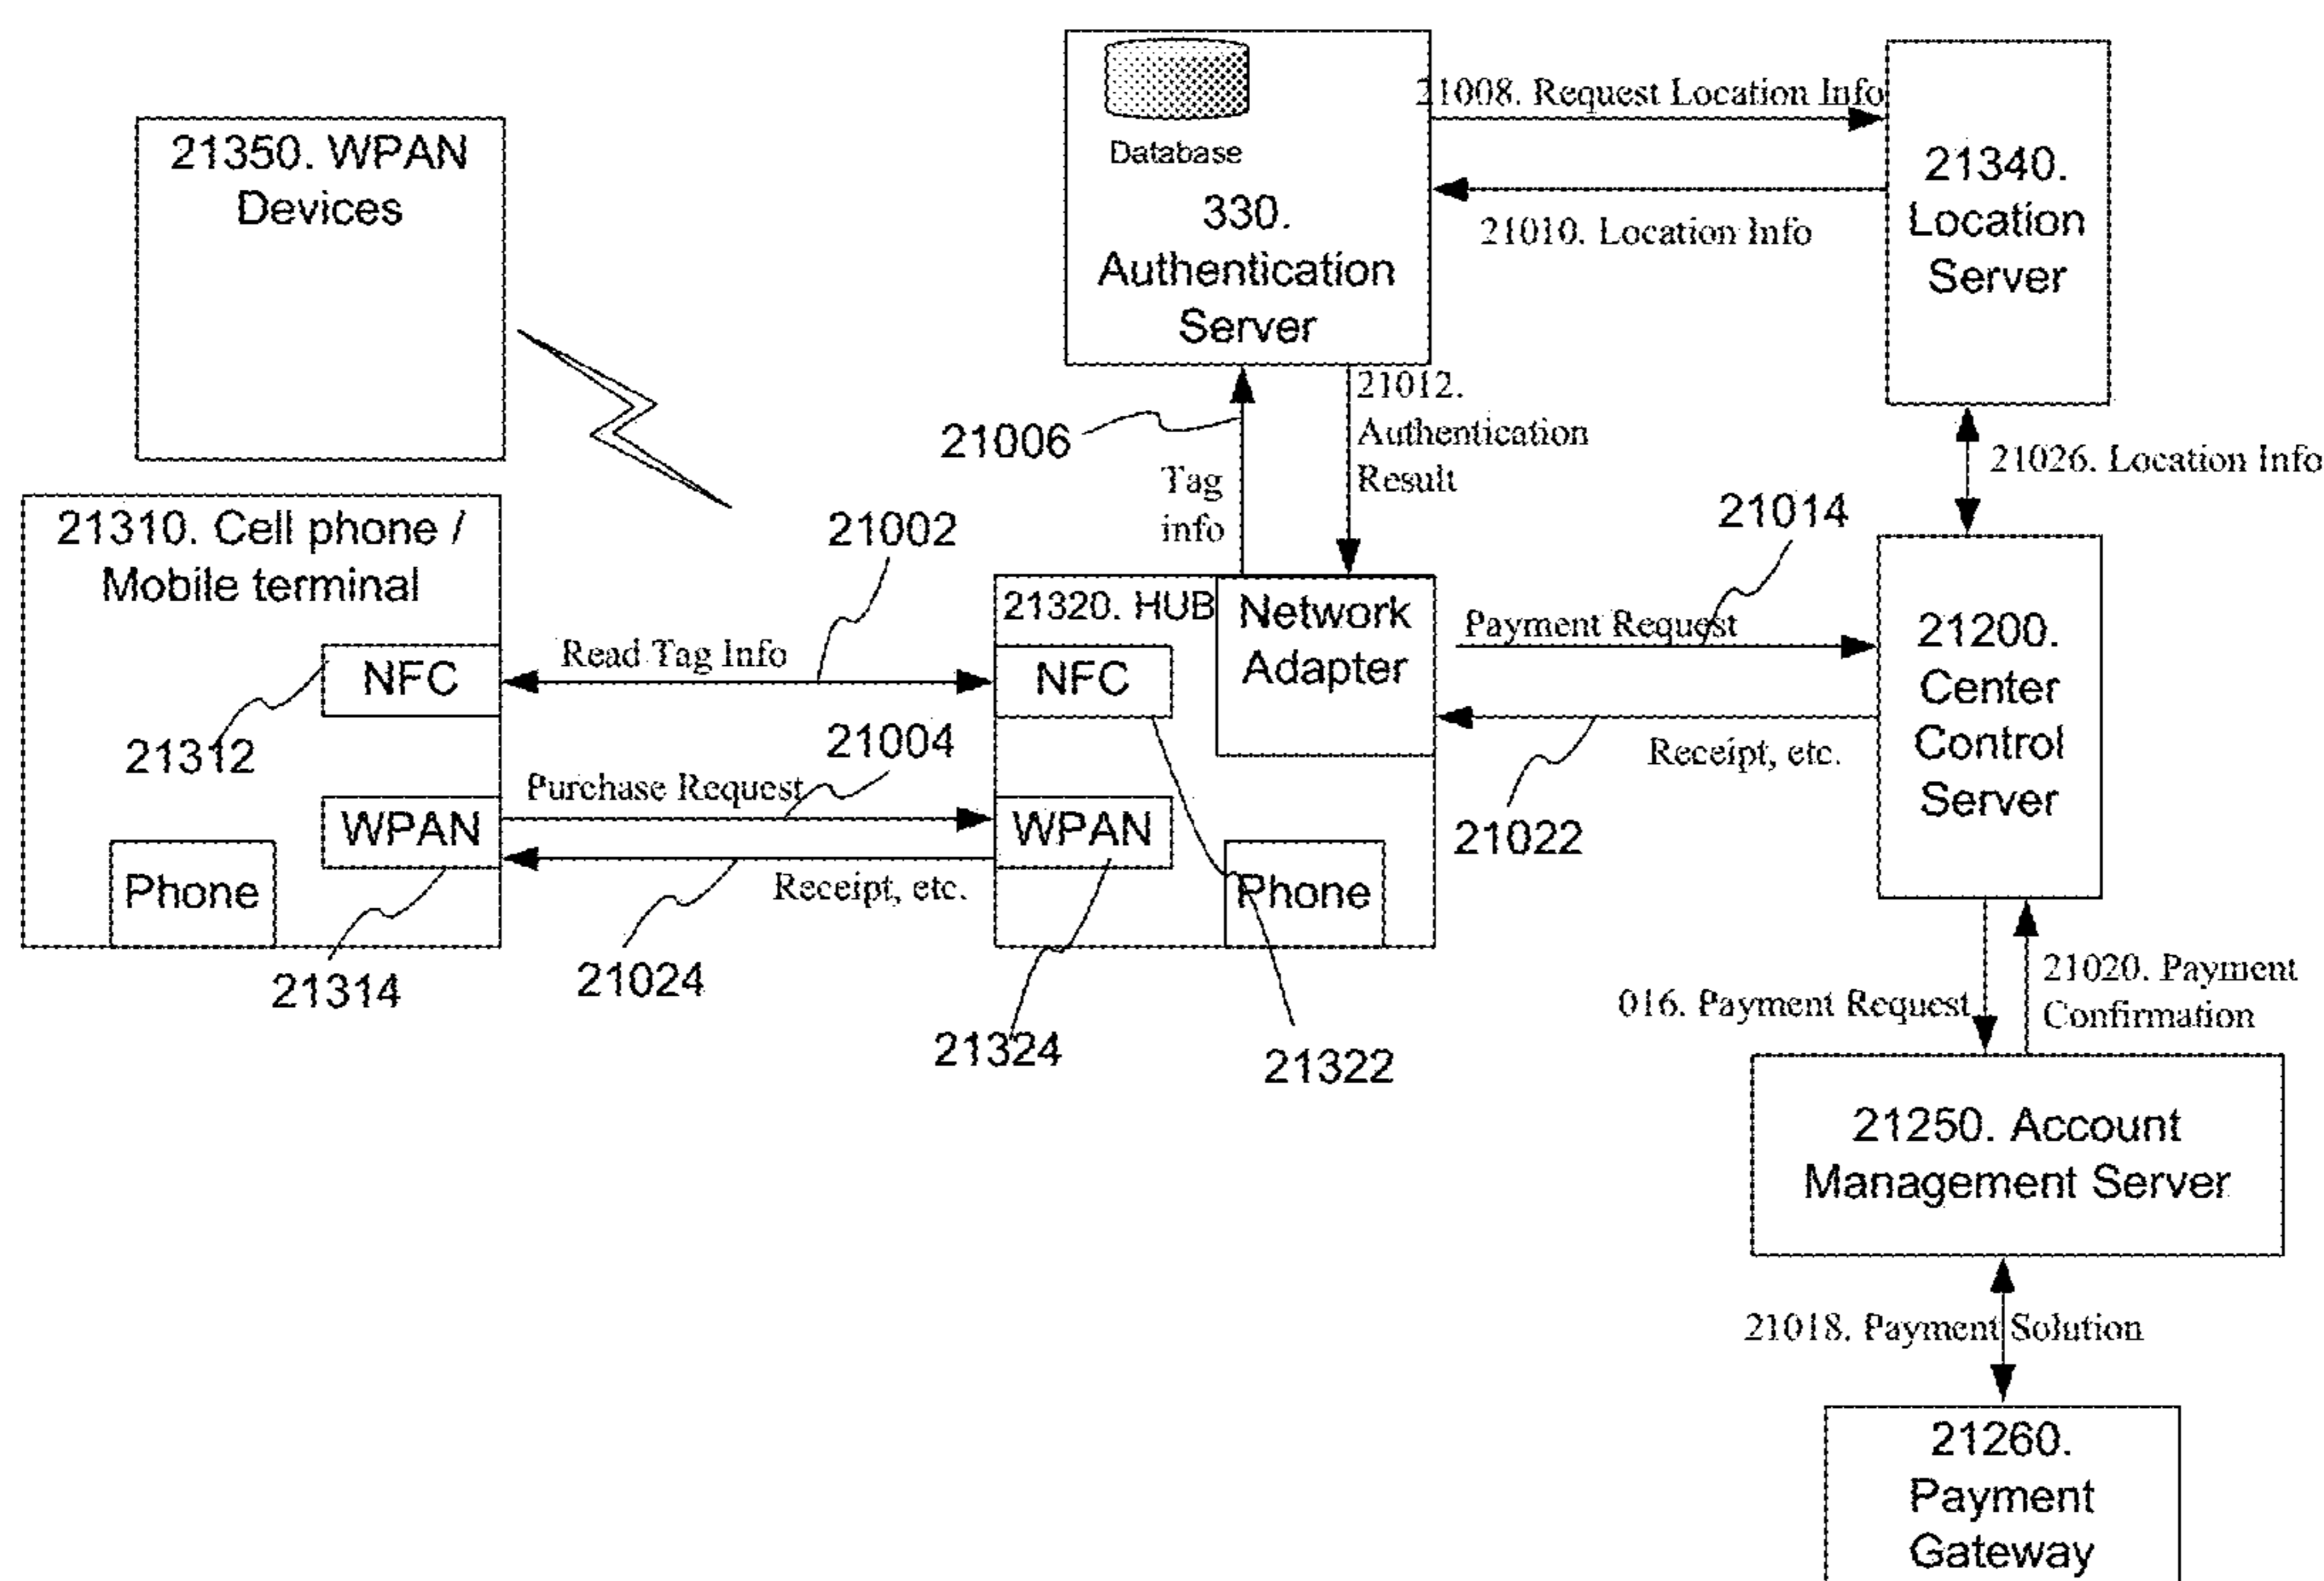 Database
330.
Authentication
Server
21008. Request Location Info
21010. Location Info
21340.
Location
Server
21350. WPAN
Devices
21006
Tag
info
21012.
Authentication
Result
21026. Location Info
21310. Cell phone /
Mobile terminal
NFC
21312
WPAN
Phone
21314
21002
Read Tag Info
21004
Purchase Request
Receipt, etc.
21024
21320. HUB
Network
Adapter
NFC
WPAN
Phone
21324
21322
21014
Payment Request
Receipt, etc.
21022
21200.
Center
Control
Server
016. Payment Request
21020. Payment
Confirmation
21250. Account
Management Server
21018. Payment Solution
21260.
Payment
Gateway